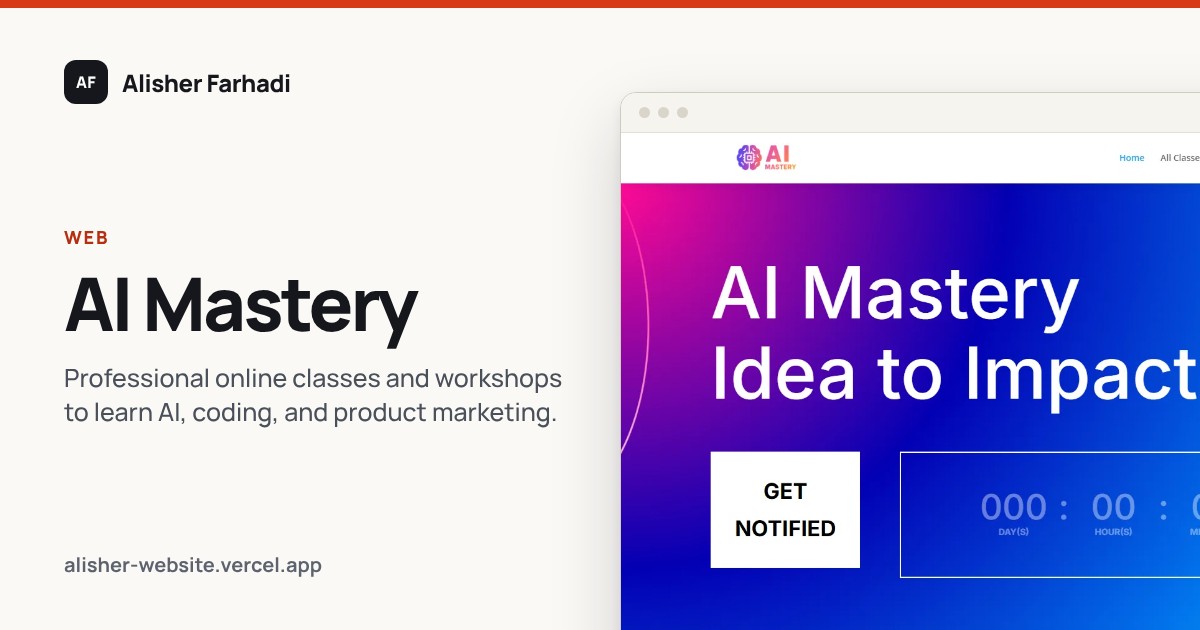 AF
Alisher Farhadi
WEB
AI Mastery
Professional online classes and workshops
to learn AI, coding, and product marketing.
alisher-website.vercel.app
AI
MASTERY
Home
All Classe
AI Mastery
Idea to Impact
GET
NOTIFIED
000 : 00 :
DAY(S) HOUR(S)